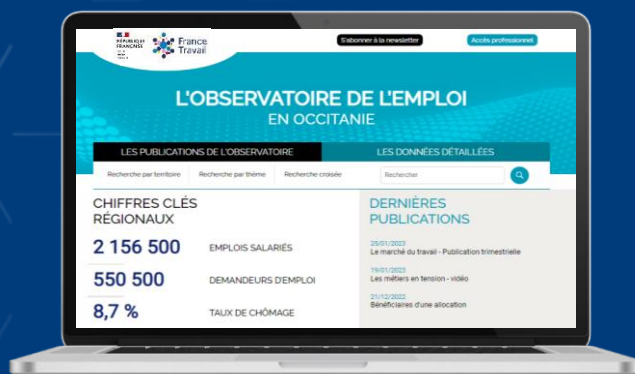 RÉPUBLIQUE
FRANÇAISE
France
Travail
S'abonner à la newsletter
Accès professionnel
L'OBSERVATOIRE DE L'EMPLOI
EN OCCITANIE
LES PUBLICATIONS DE L'OBSERVATOIRE
LES DONNÉES DÉTAILLÉES
Recherche par territoire
Recherche par thème
Recherche croisée
Rechercher
CHIFFRES CLÉS
RÉGIONAUX
2 156 500
EMPLOIS SALARIÉS
550 500
DEMANDEURS D'EMPLOI
8,7 %
TAUX DE CHÔMAGE
DERNIÈRES
PUBLICATIONS
25/01/2023
Le marché du travail - Publication trimestrielle
19/01/2023
Les métiers en tension - vidéo
21/12/2022
Bénéficiaires d'une allocation